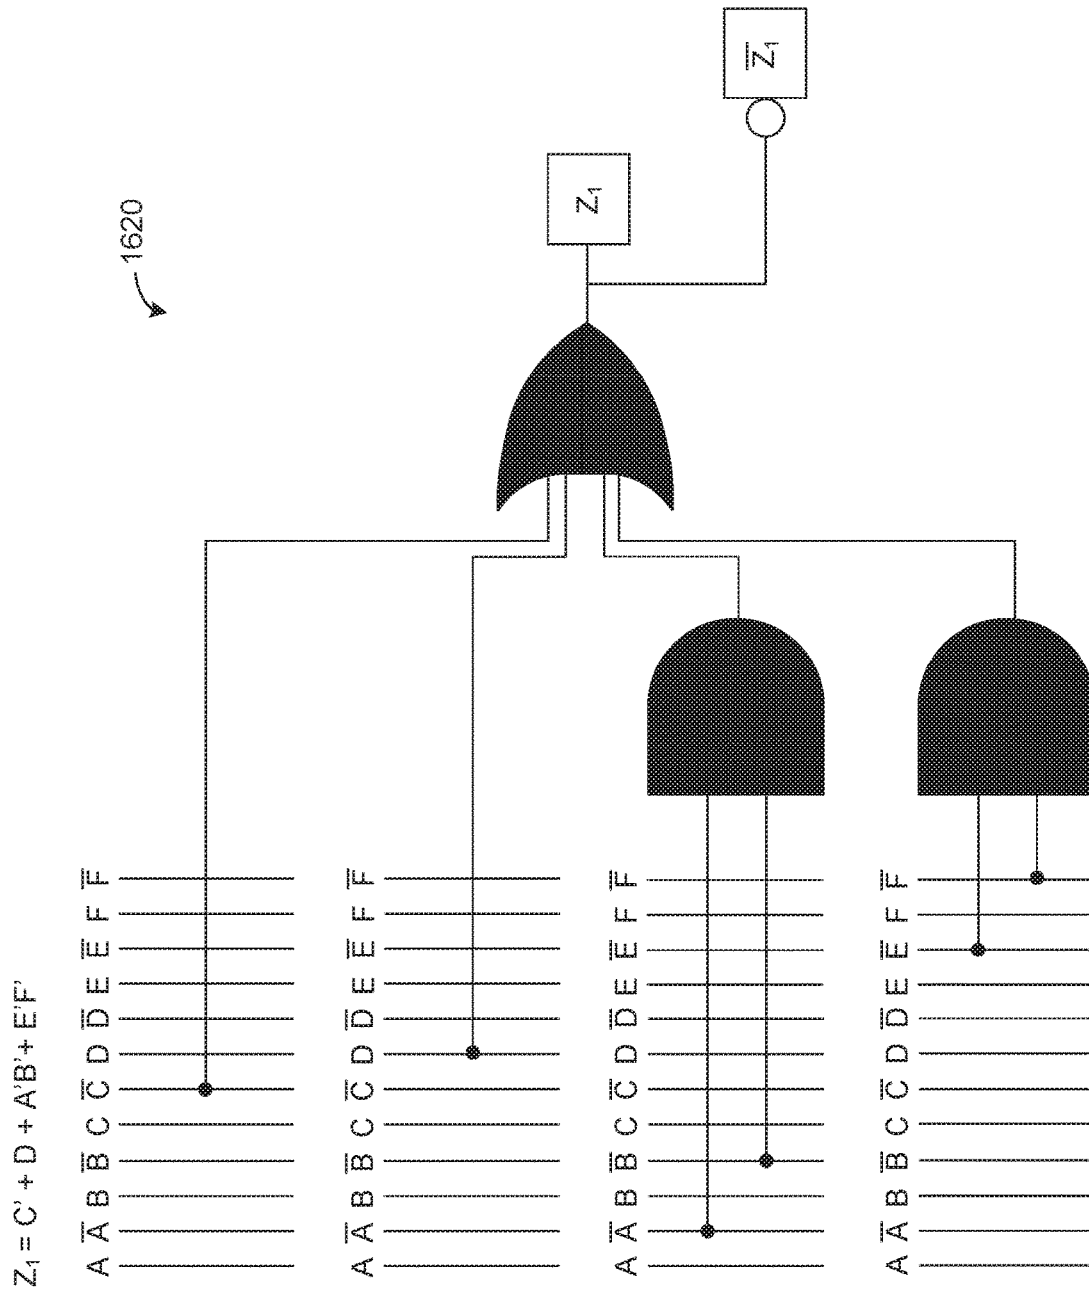 Z₁ = C' + D + A'B' + E'F'
A A̅ B B̅ C C̅ D D̅ E E̅ F F̅
A A̅ B B̅ C C̅ D D̅ E E̅ F F̅
A A̅ B B̅ C C̅ D D̅ E E̅ F F̅
A A̅ B B̅ C C̅ D D̅ E E̅ F F̅
1620
Z₁
Z̅₁